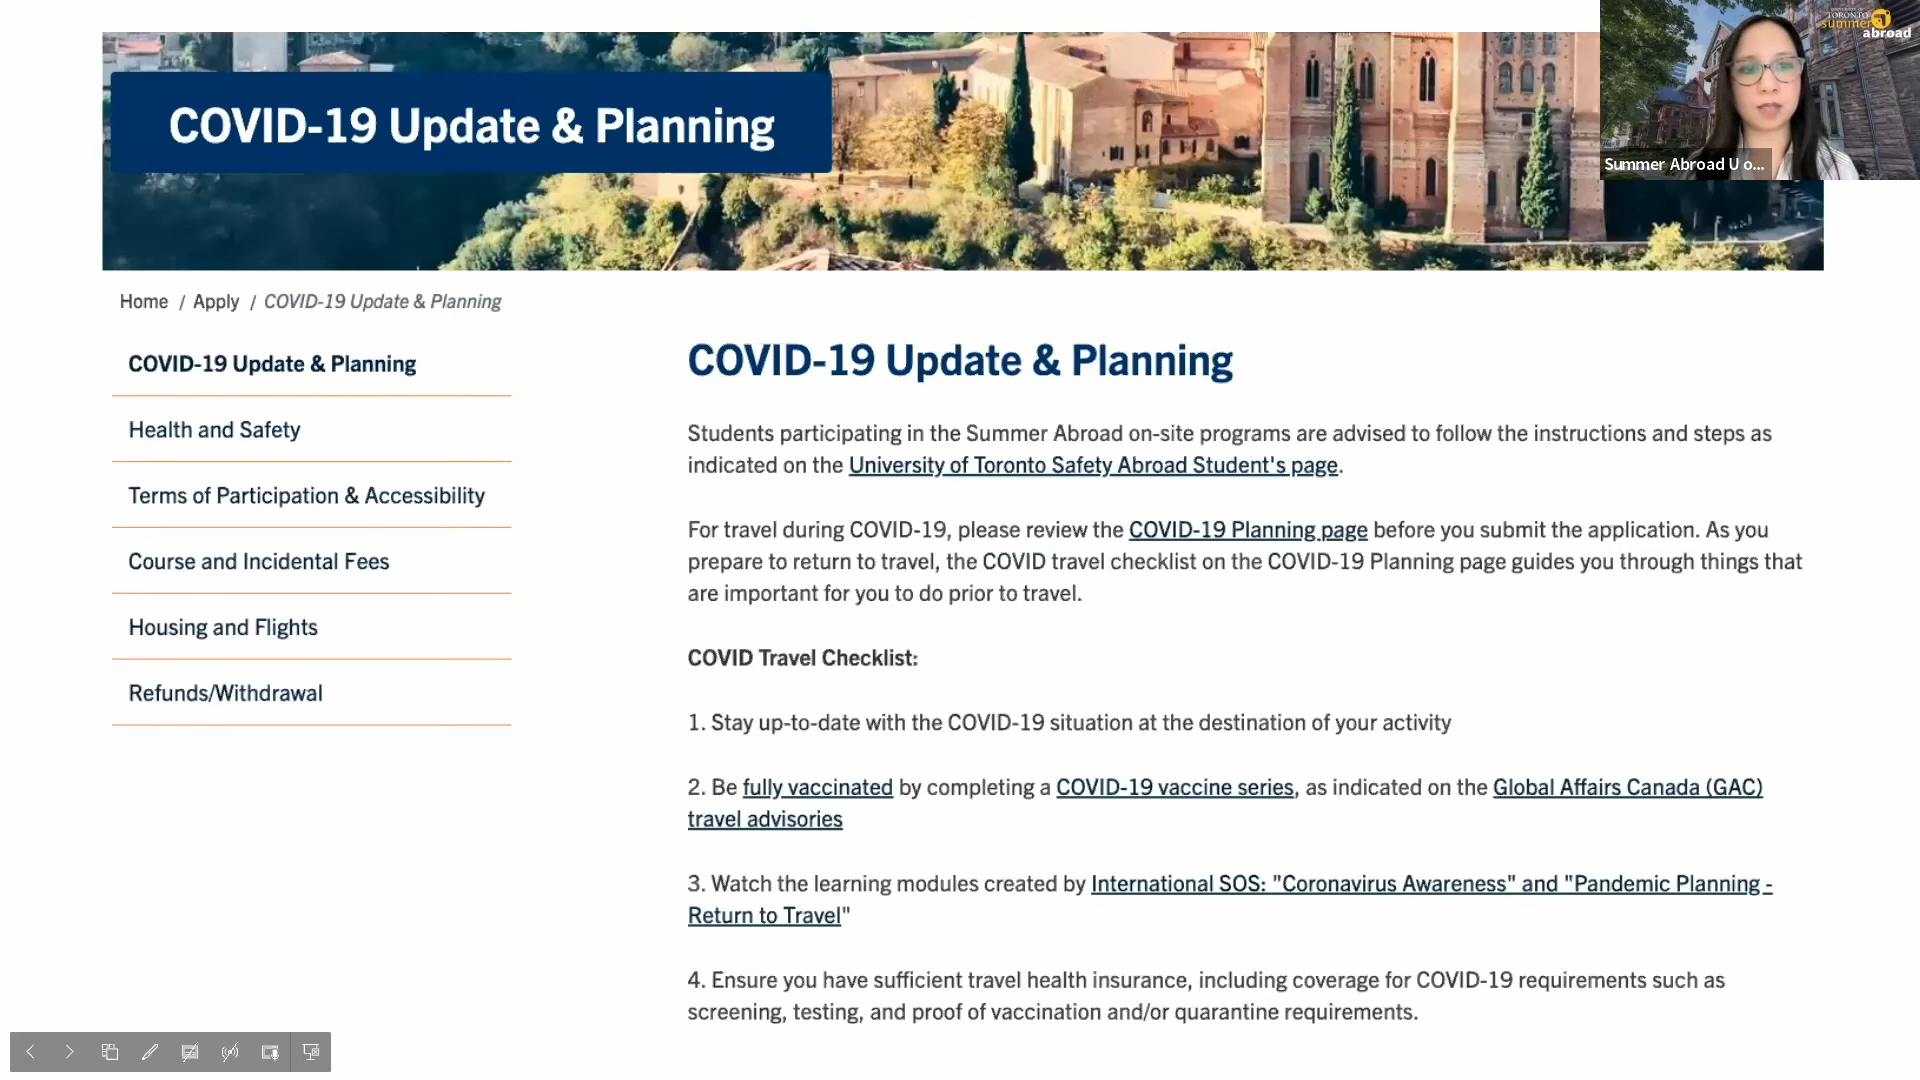 COVID-19 Update & Planning
TORONTO
summer
abroad
Summer Abroad U o...
Home / Apply / COVID-19 Update & Planning
COVID-19 Update & Planning
Health and Safety
Terms of Participation & Accessibility
Course and Incidental Fees
Housing and Flights
Refunds/Withdrawal
COVID-19 Update & Planning
Students participating in the Summer Abroad on-site programs are advised to follow the instructions and steps as
indicated on the University of Toronto Safety Abroad Student's page.
For travel during COVID-19, please review the COVID-19 Planning page before you submit the application. As you
prepare to return to travel, the COVID travel checklist on the COVID-19 Planning page guides you through things that
are important for you to do prior to travel.
COVID Travel Checklist:
1. Stay up-to-date with the COVID-19 situation at the destination of your activity
2. Be fully vaccinated by completing a COVID-19 vaccine series, as indicated on the Global Affairs Canada (GAC)
travel advisories
3. Watch the learning modules created by International SOS: "Coronavirus Awareness" and "Pandemic Planning -
Return to Travel"
4. Ensure you have sufficient travel health insurance, including coverage for COVID-19 requirements such as
screening, testing, and proof of vaccination and/or quarantine requirements.